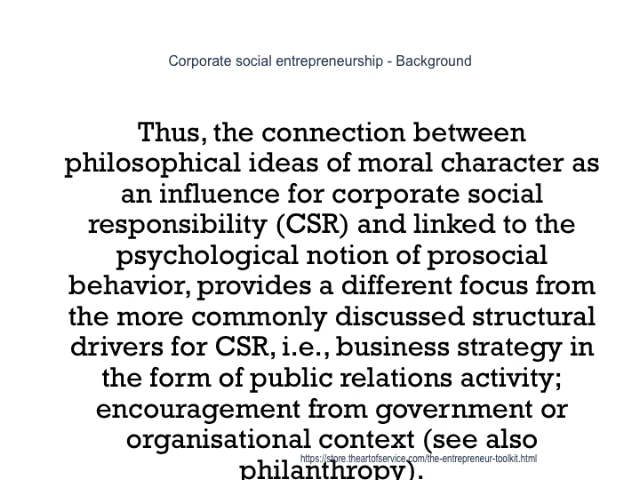 Corporate social entrepreneurship - Background
Thus, the connection between
philosophical ideas of moral character as
an influence for corporate social
responsibility (CSR) and linked to the
psychological notion of prosocial
behavior, provides a different focus from
the more commonly discussed structural
drivers for CSR, i.e., business strategy in
the form of public relations activity;
encouragement from government or
organisational context (see also
https://store.theartofservice.com/the-entrepreneur-toolkit.html
philanthropy).